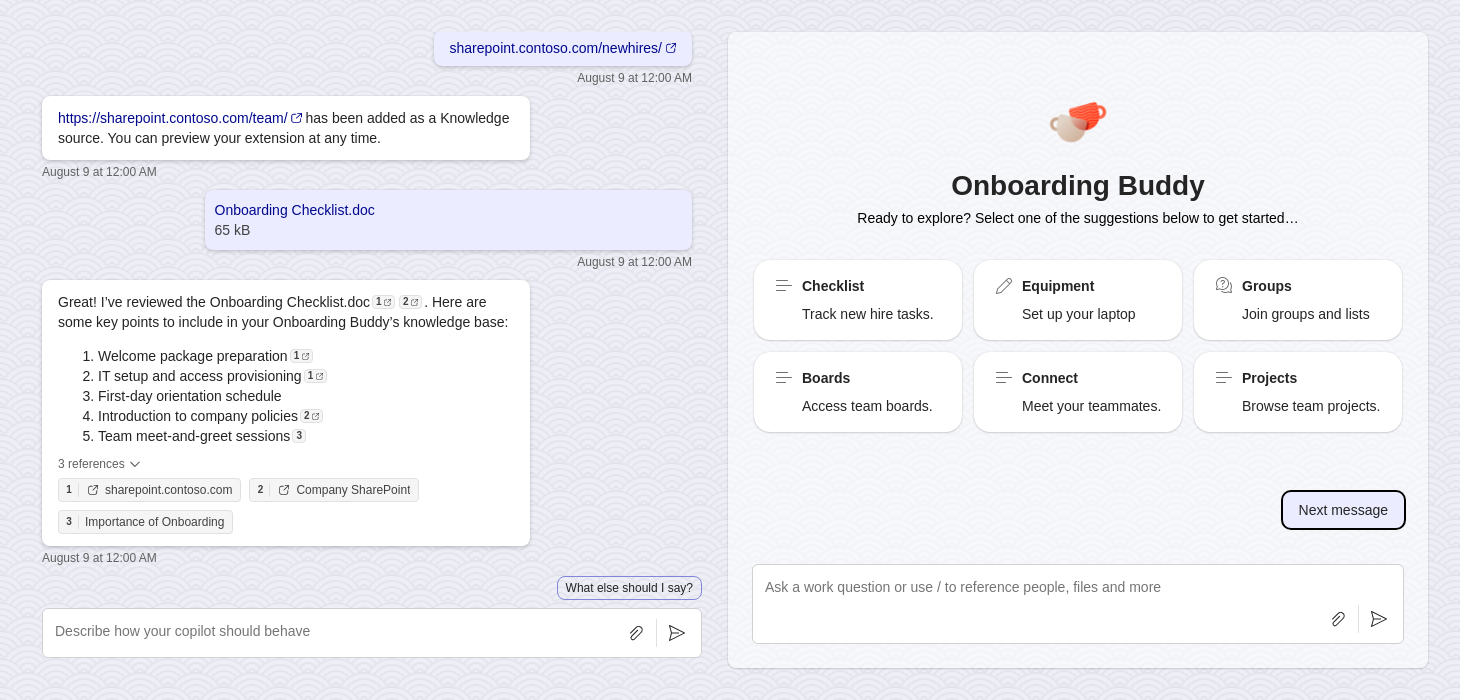 sharepoint.contoso.com/newhires/
August 9 at 12:00 AM
https://sharepoint.contoso.com/team/ has been added as a Knowledge
source. You can preview your extension at any time.
August 9 at 12:00 AM
Onboarding Checklist.doc
65 kB
August 9 at 12:00 AM
Great! I’ve reviewed the Onboarding Checklist.doc 1 2 . Here are
some key points to include in your Onboarding Buddy’s knowledge base:
1. Welcome package preparation 1
2. IT setup and access provisioning 1
3. First-day orientation schedule
4. Introduction to company policies 2
5. Team meet-and-greet sessions 3
3 references
1 sharepoint.contoso.com 2 Company SharePoint
3 Importance of Onboarding
August 9 at 12:00 AM
What else should I say?
Describe how your copilot should behave
Onboarding Buddy
Ready to explore? Select one of the suggestions below to get started…
Checklist
Track new hire tasks.
Equipment
Set up your laptop
Groups
Join groups and lists
Boards
Access team boards.
Connect
Meet your teammates.
Projects
Browse team projects.
Next message
Ask a work question or use / to reference people, files and more